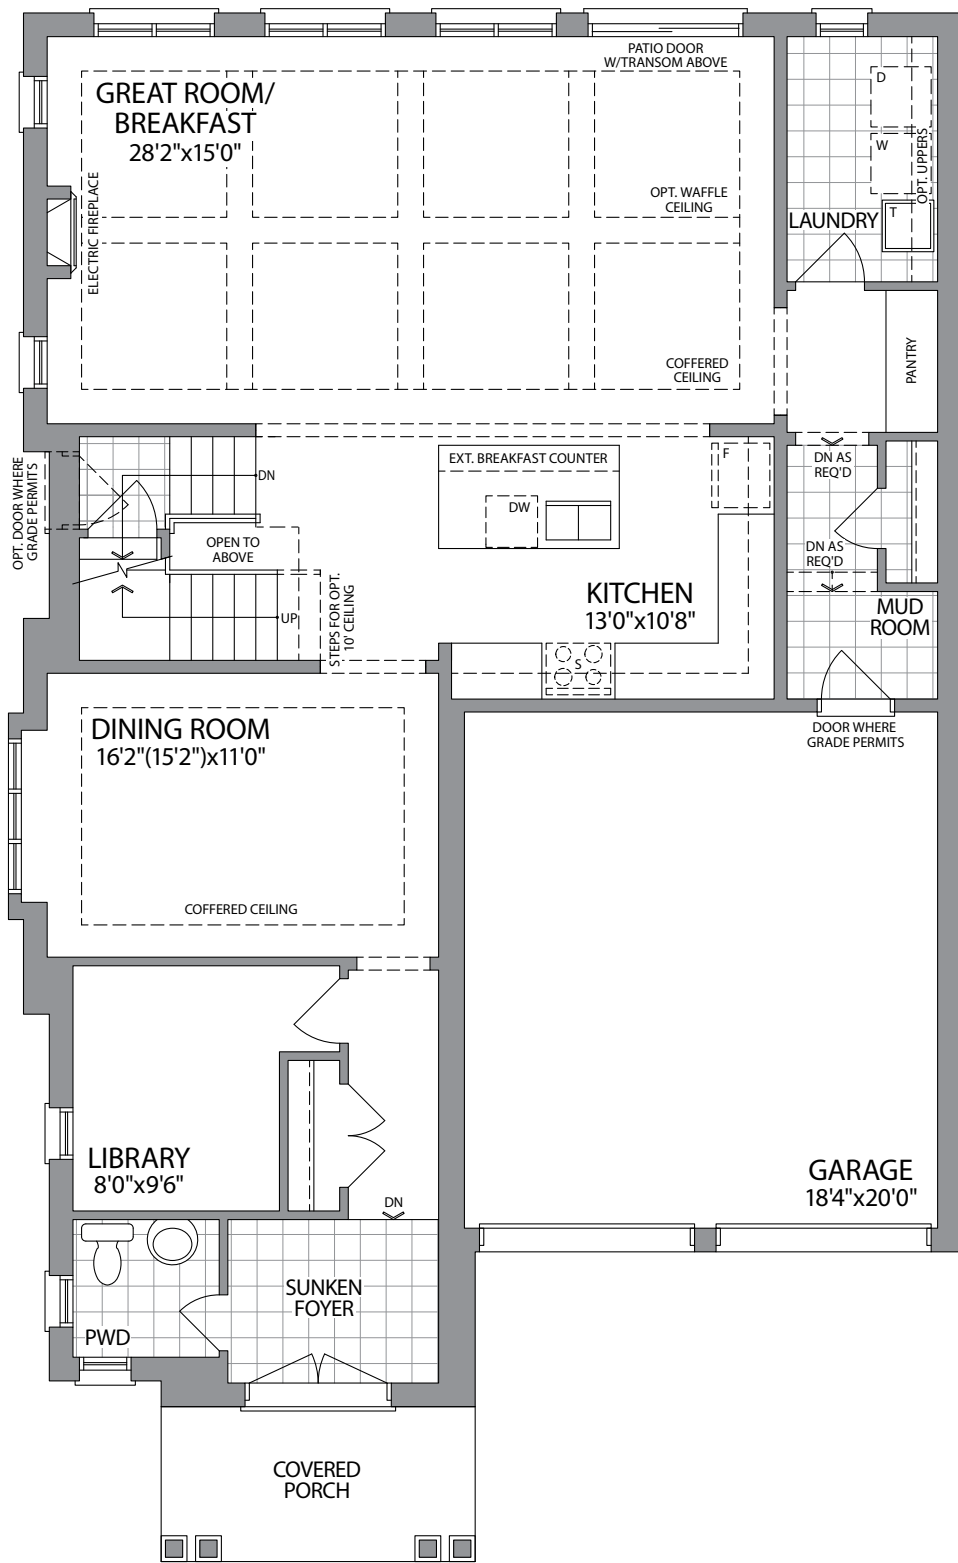 PATIO DOOR
W/TRANSOM ABOVE
GREAT ROOM/
BREAKFAST
28'2"x15'0"
ELECTRIC FIREPLACE
OPT. WAFFLE
CEILING
COFFERED
CEILING
D
W
T
OPT. UPPERS
LAUNDRY
PANTRY
OPT. DOOR WHERE
GRADE PERMITS
DN
OPEN TO
ABOVE
UP
STEPS FOR OPT.
10' CEILING
EXT. BREAKFAST COUNTER
DW
F
KITCHEN
13'0"x10'8"
S
DN AS
REQ'D
DN AS
REQ'D
MUD
ROOM
DOOR WHERE
GRADE PERMITS
DINING ROOM
16'2"(15'2")x11'0"
COFFERED CEILING
LIBRARY
8'0"x9'6"
DN
GARAGE
18'4"x20'0"
SUNKEN
FOYER
PWD
COVERED
PORCH